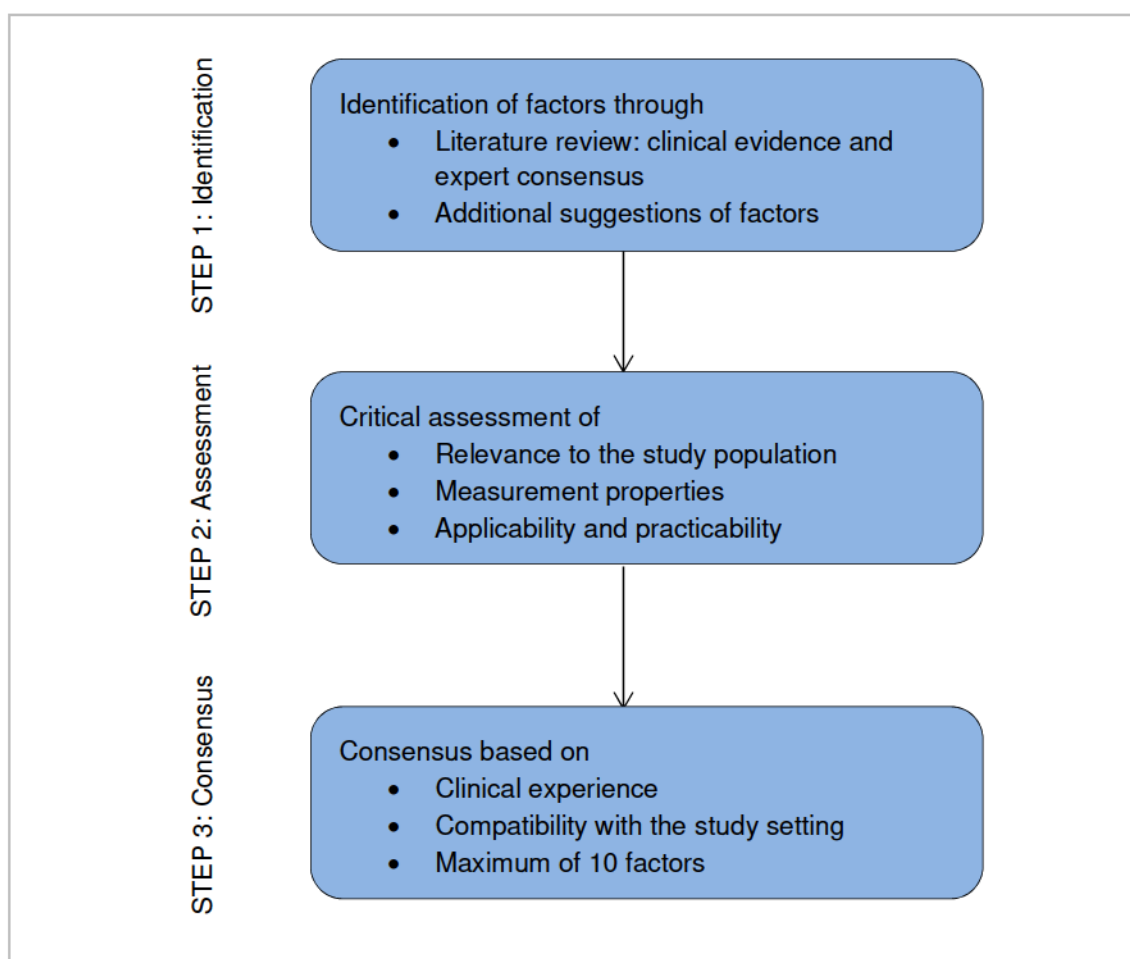 STEP 1: Identification
Identification of factors through
• Literature review: clinical evidence and
expert consensus
• Additional suggestions of factors
STEP 2: Assessment
Critical assessment of
• Relevance to the study population
• Measurement properties
• Applicability and practicability
STEP 3: Consensus
Consensus based on
• Clinical experience
• Compatibility with the study setting
• Maximum of 10 factors